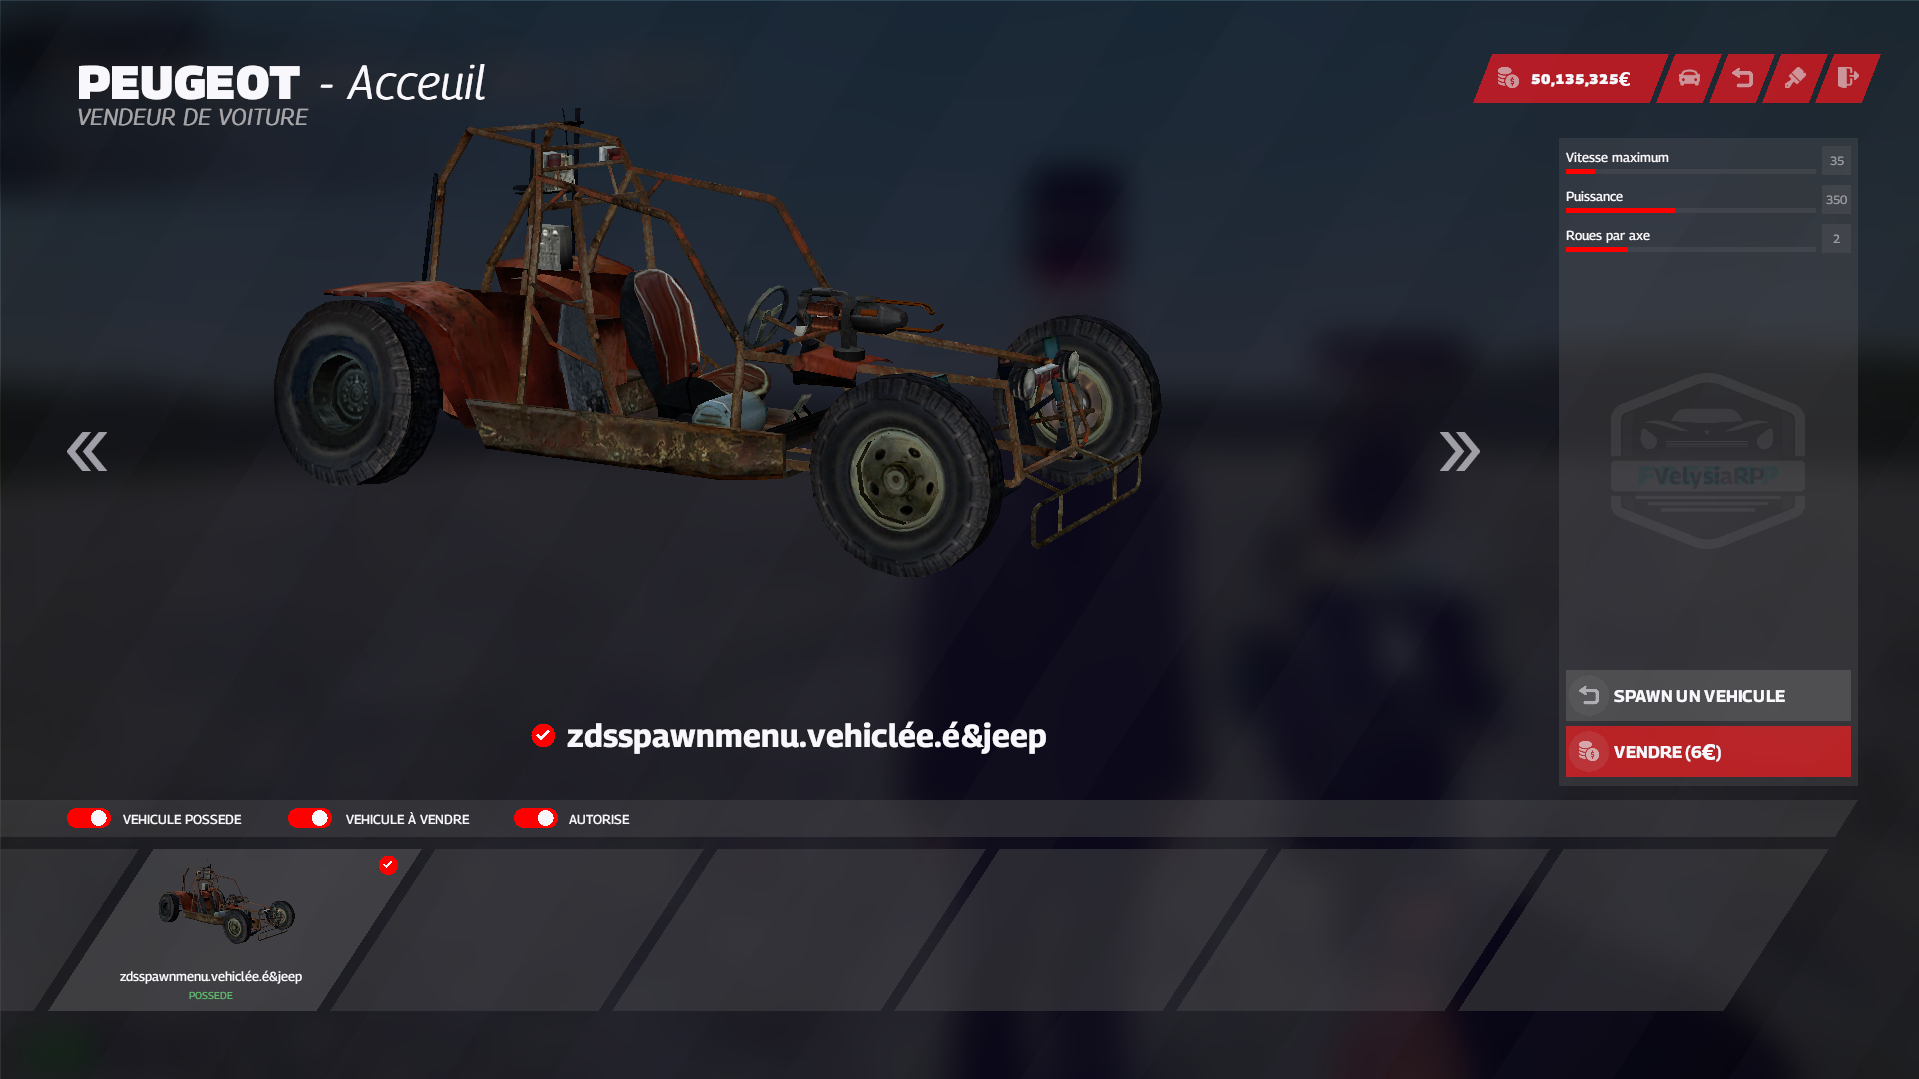 PEUGEOT - Acceuil
VENDEUR DE VOITURE
50,135,325€
Vitesse maximum 35
Puissance 350
Roues par axe 2
VelysiaRP
SPAWN UN VEHICULE
VENDRE (6€)
zdsspawnmenu.vehiclée.é&jeep
VEHICULE POSSEDE VEHICULE À VENDRE AUTORISE
zdsspawnmenu.vehiclée.é&jeep
POSSEDE